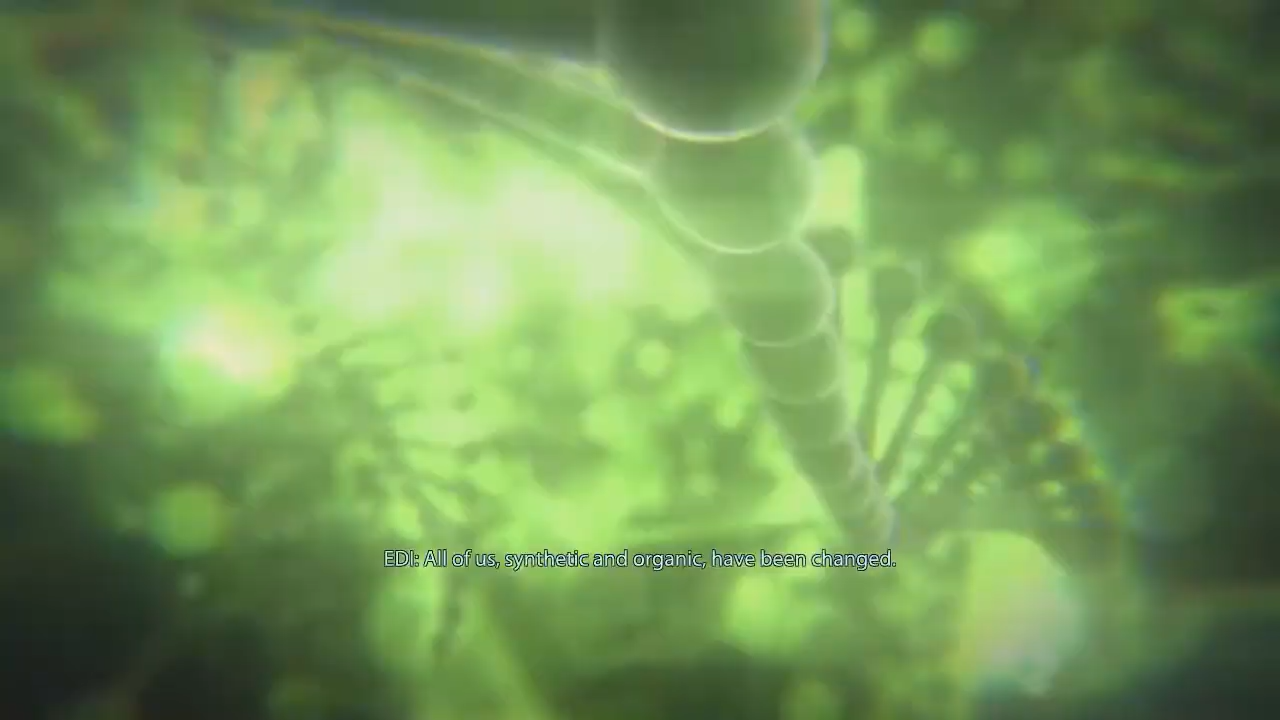 EDI: All of us, synthetic and organic, have been changed.